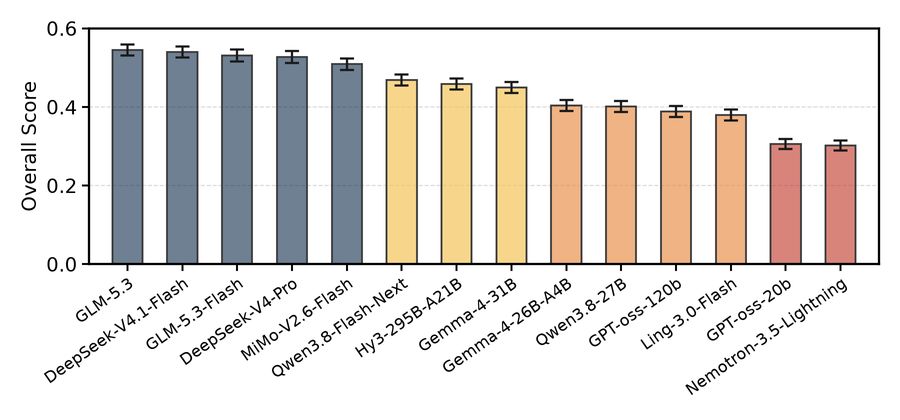 Overall Score
0.6
0.4
0.2
0.0
GLM-5.3
DeepSeek-V4.1-Flash
GLM-5.3-Flash
DeepSeek-V4-Pro
MiMo-V2.6-Flash
Qwen3.8-Flash-Next
Hy3-295B-A21B
Gemma-4-31B
Gemma-4-26B-A4B
Qwen3.8-27B
GPT-oss-120b
Ling-3.0-Flash
GPT-oss-20b
Nemotron-3.5-Lightning